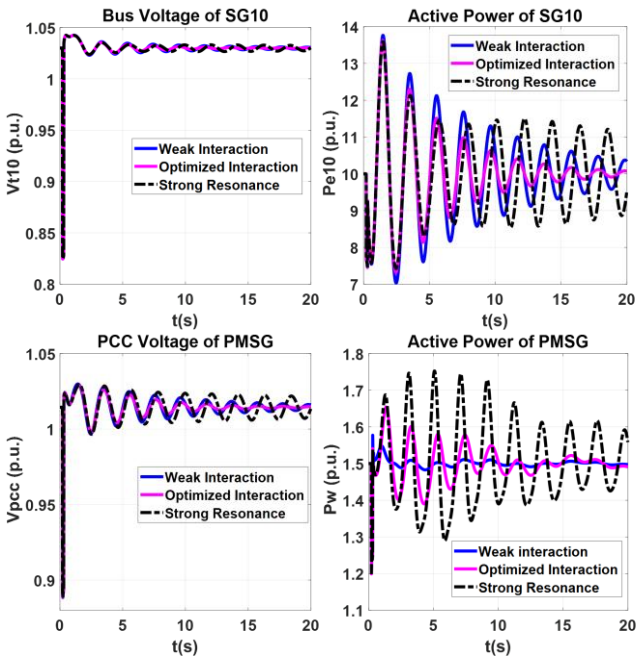 Bus Voltage of SG10
1.05
1
0.95
0.9
0.85
0.8
Vt10 (p.u.)
Weak Interaction
Optimized Interaction
Strong Resonance
0 5 10 15 20
t(s)
Active Power of SG10
14
13
12
11
10
9
8
7
Pe10 (p.u.)
Weak Interaction
Optimized Interaction
Strong Resonance
0 5 10 15 20
t(s)
PCC Voltage of PMSG
1.05
1
0.95
0.9
Vpcc (p.u.)
Weak Interaction
Optimized Interaction
Strong Resonance
0 5 10 15 20
t(s)
Active Power of PMSG
1.8
1.7
1.6
1.5
1.4
1.3
1.2
1.1
Pw (p.u.)
Weak interaction
Optimized Interaction
Strong Resonance
0 5 10 15 20
t(s)